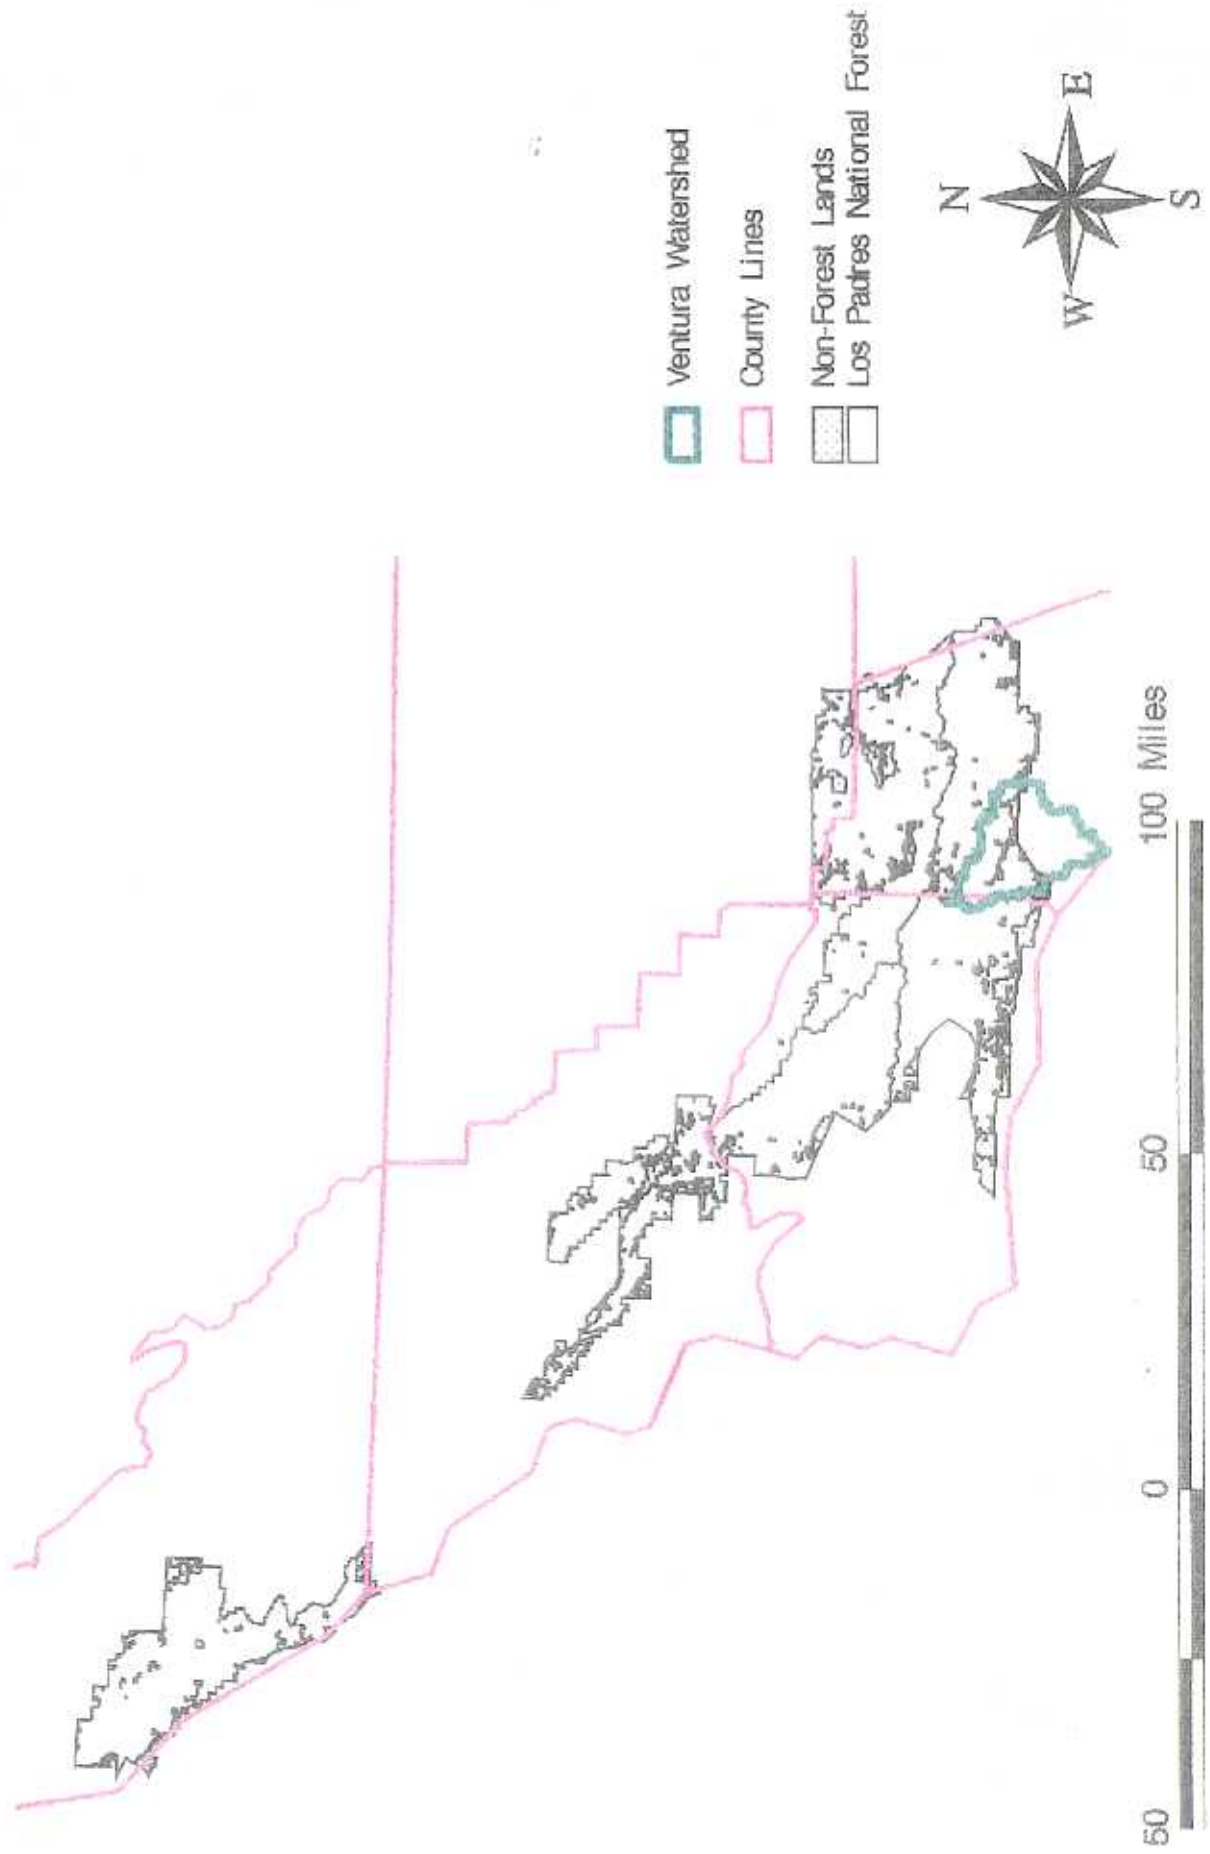 Ventura Watershed
County Lines
Non-Forest Lands
Los Padres National Forest
N
W
E
S
50
0
50
100 Miles